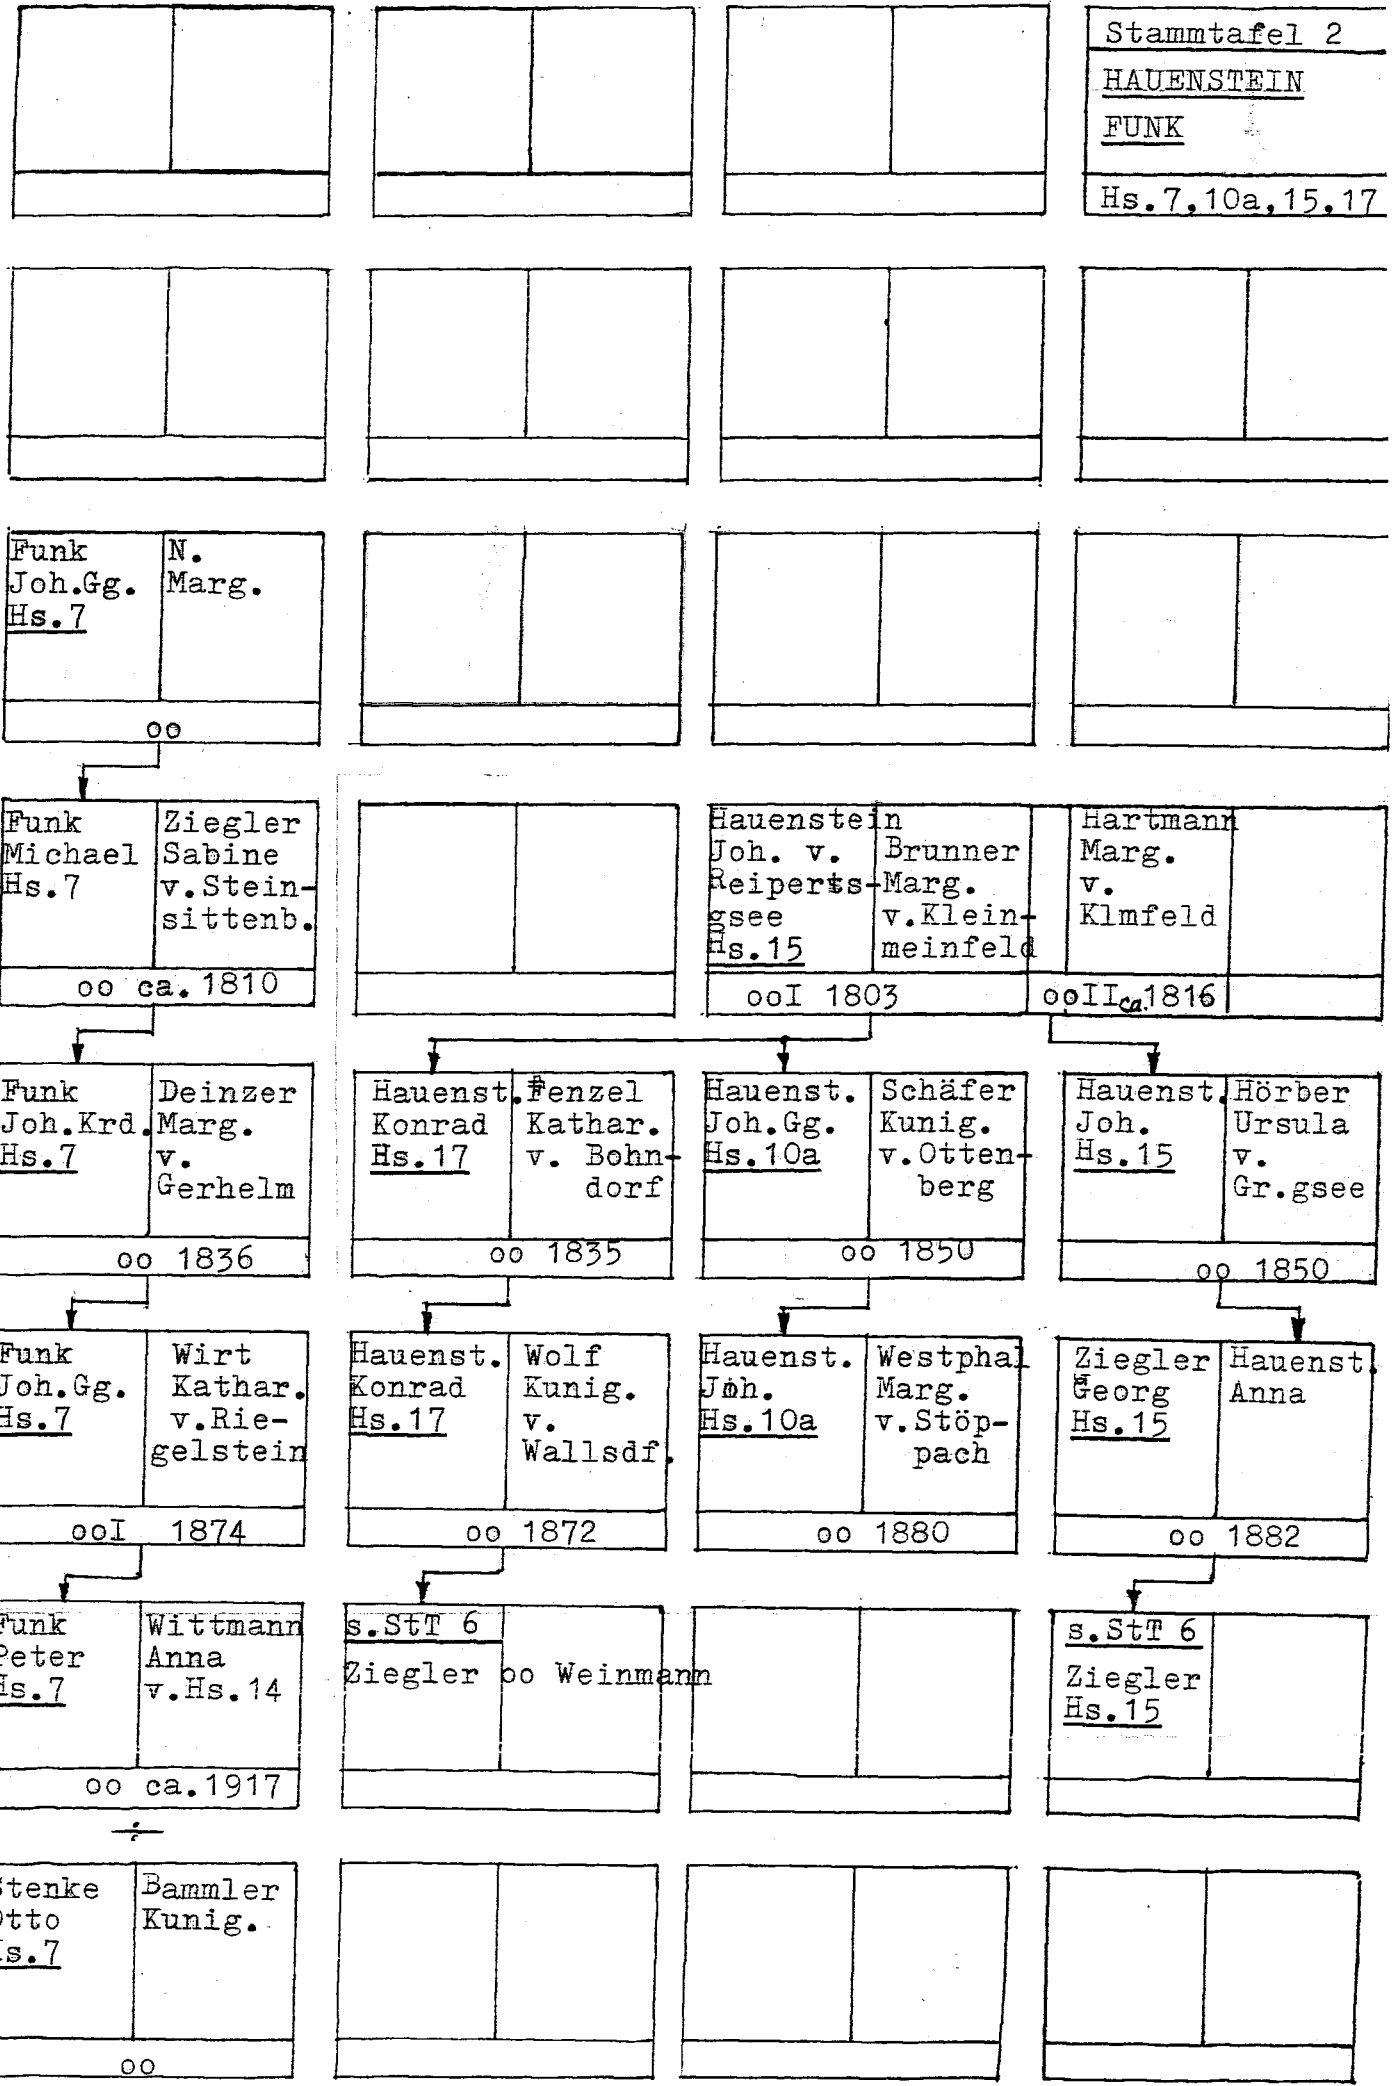 Stammtafel 2
HAUENSTEIN
FUNK
Hs.7,10a,15,17
Funk
Joh.Gg.
Hs.7
N.
Marg.
oo
Funk
Michael
Hs.7
Ziegler
Sabine
v.Stein-
sittenb.
oo ca.1810
Hauenstein
Joh. v.
Reiperts-
gsee
Hs.15
Brunner
Marg.
v.Klein-
meinfeld
ooI 1803
Hartmann
Marg.
v.
Klmfeld
ooII ca.1816
Funk
Joh.Krd.
Hs.7
Deinzer
Marg.
v.
Gerhelm
oo 1836
Hauenst.
Konrad
Hs.17
Fenzel
Kathar.
v. Bohn-
dorf
oo 1835
Hauenst.
Joh.Gg.
Hs.10a
Schäfer
Kunig.
v.Otten-
berg
oo 1850
Hauenst.
Joh.
Hs.15
Hörber
Ursula
v.
Gr.gsee
oo 1850
Funk
Joh.Gg.
Hs.7
Wirt
Kathar.
v.Rie-
gelstein
ooI 1874
Hauenst.
Konrad
Hs.17
Wolf
Kunig.
v.
Wallsdf.
oo 1872
Hauenst.
Joh.
Hs.10a
Westphal
Marg.
v.Stöp-
pach
oo 1880
Ziegler
Georg
Hs.15
Hauenst.
Anna
oo 1882
Funk
Peter
Hs.7
Wittmann
Anna
v.Hs.14
oo ca.1917
s.StT 6
Ziegler oo Weinmann
s.StT 6
Ziegler
Hs.15
Stenke
Otto
Hs.7
Bammler
Kunig.
oo